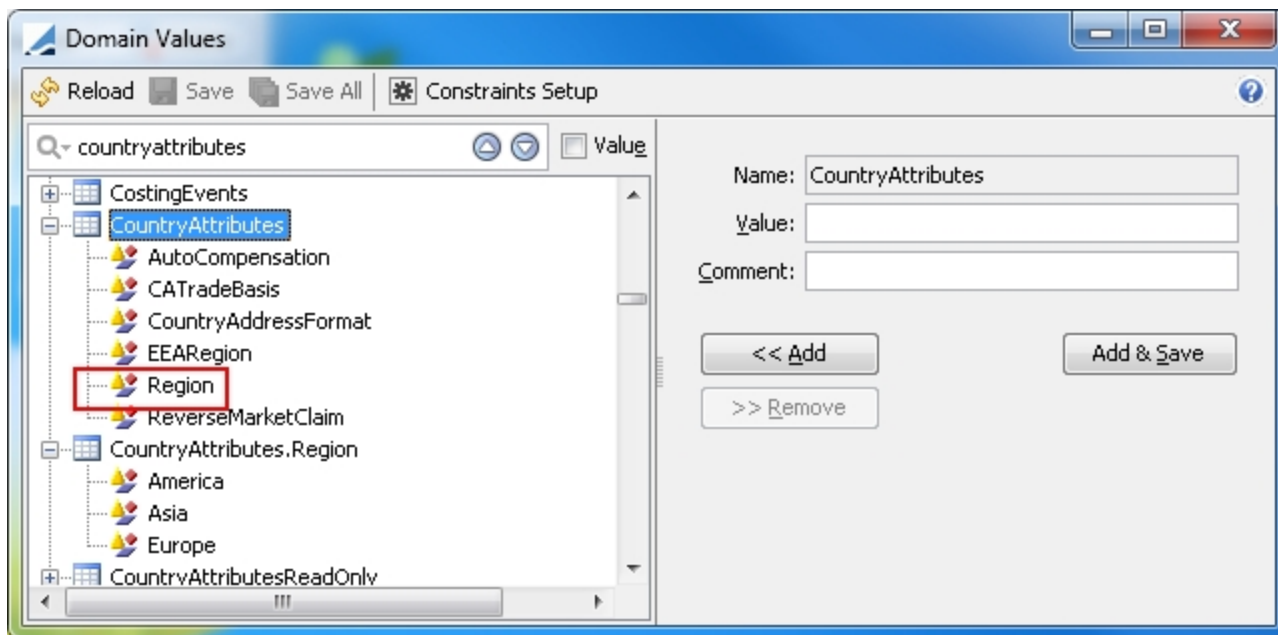 Domain Values
Reload Save Save All Constraints Setup
countryattributes Value
CostingEvents
CountryAttributes
AutoCompensation
CATradeBasis
CountryAddressFormat
EEARegion
Region
ReverseMarketClaim
CountryAttributes.Region
America
Asia
Europe
CountryAttributesReadOnly
Name: CountryAttributes
Value:
Comment:
<< Add Add & Save
>> Remove